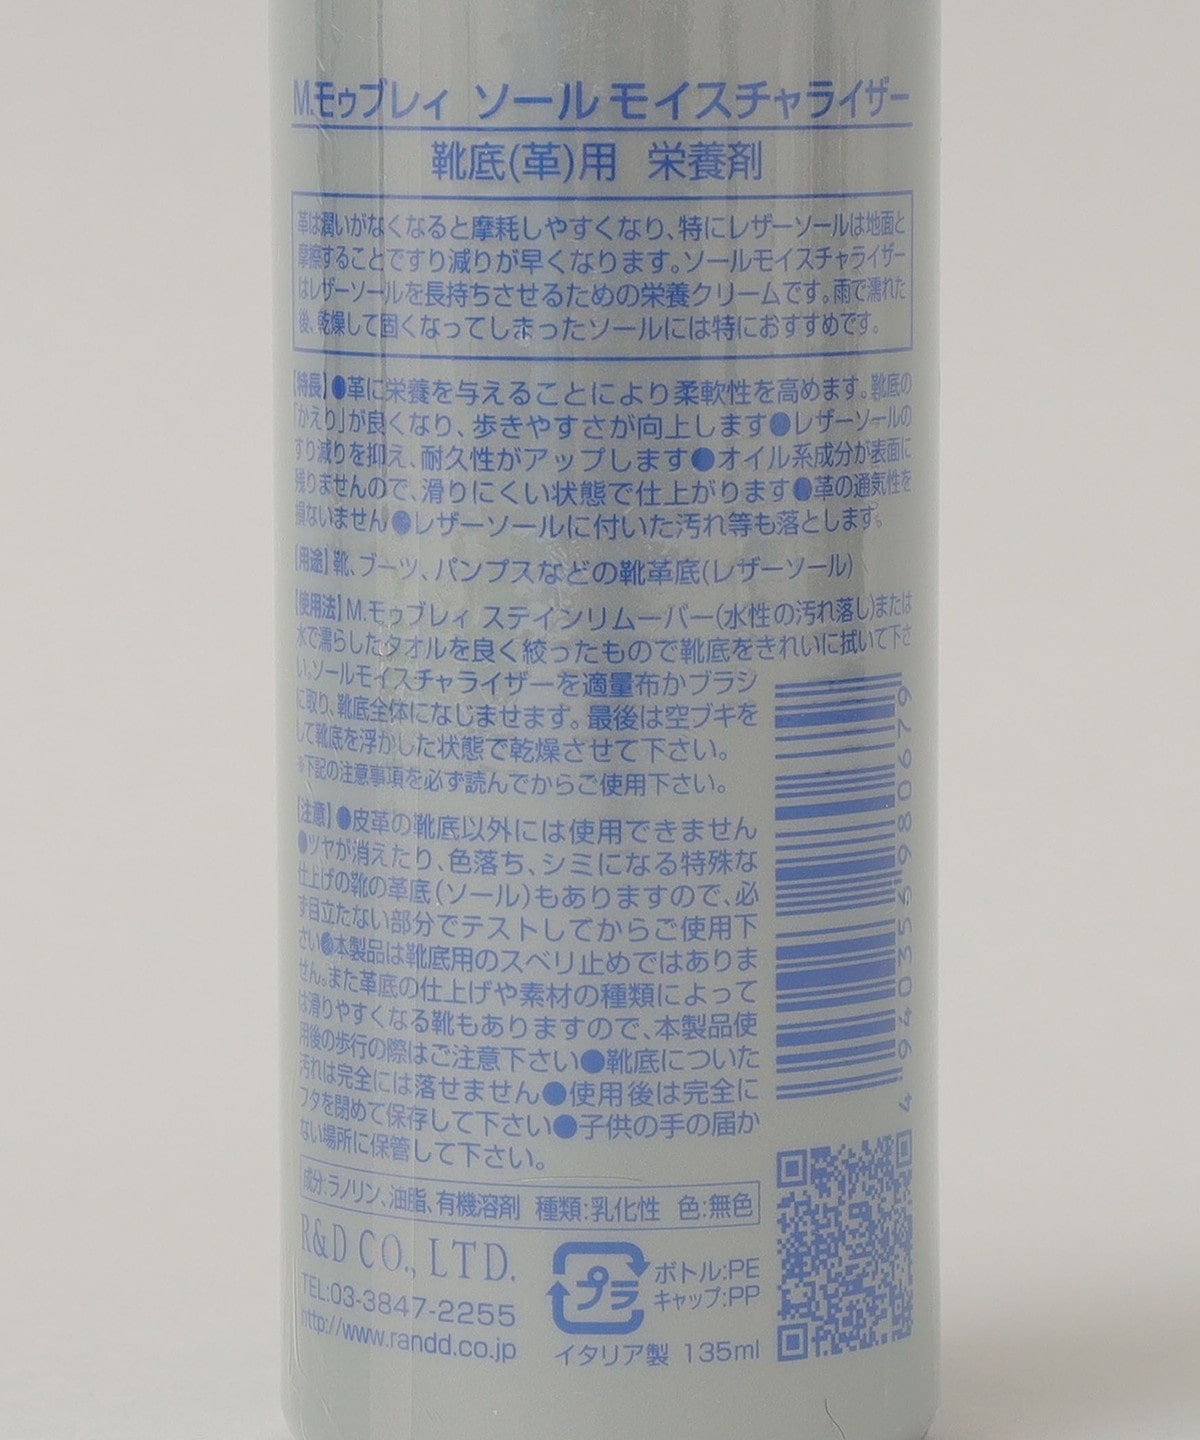 M.モゥブレィ ソールモイスチャライザー
靴底(革)用 栄養剤
革は潤いがなくなると摩耗しやすくなり、特にレザーソールは地面と
摩擦することですり減りが早くなります。ソールモイスチャライザー
はレザーソールを長持ちさせるための栄養クリームです。雨で濡れた
後、乾燥して固くなってしまったソールには特におすすめです。
【特長】●革に栄養を与えることにより柔軟性を高めます。靴底の
「かえり」が良くなり、歩きやすさが向上します●レザーソールの
すり減りを抑え、耐久性がアップします●オイル系成分が表面に
残りませんので、滑りにくい状態で仕上がります●革の通気性を
損ないません●レザーソールに付いた汚れ等も落とします。
【用途】靴、ブーツ、パンプスなどの靴革底(レザーソール)
【使用法】M.モゥブレィ ステインリムーバー(水性の汚れ落し)または
水で濡らしたタオルを良く絞ったもので靴底をきれいに拭いて下さ
い。ソールモイスチャライザーを適量布かブラシ
に取り、靴底全体になじませます。最後は空ブキを
して靴底を浮かした状態で乾燥させて下さい。
※下記の注意事項を必ず読んでからご使用下さい。
【注意】●皮革の靴底以外には使用できません
●ツヤが消えたり、色落ち、シミになる特殊な
仕上げの靴の革底(ソール)もありますので、必
ず目立たない部分でテストしてからご使用下
さい●本製品は靴底用のスベリ止めではありま
せん。また革底の仕上げや素材の種類によって
は滑りやすくなる靴もありますので、本製品使
用後の歩行の際はご注意下さい●靴底についた
汚れは完全には落せません●使用後は完全に
フタを閉めて保存して下さい●子供の手の届か
ない場所に保管して下さい。
成分:ラノリン、油脂、有機溶剤 種類:乳化性 色:無色
R&D CO., LTD.
TEL:03-3847-2255
http://www.randd.co.jp
プラ
ボトル:PE
キャップ:PP
イタリア製 135ml
4 940359 806796